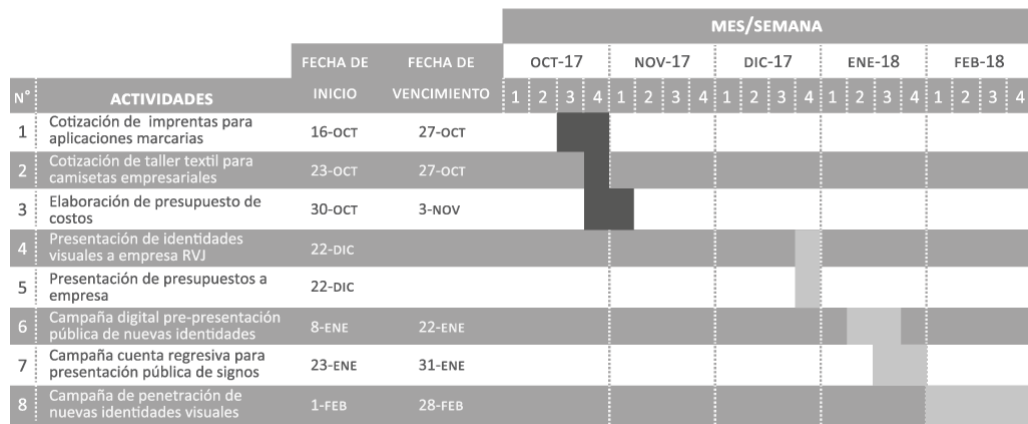 MES/SEMANA
FECHA DE FECHA DE OCT-17 NOV-17 DIC-17 ENE-18 FEB-18
N° ACTIVIDADES INICIO VENCIMIENTO 1 2 3 4 1 2 3 4 1 2 3 4 1 2 3 4 1 2 3 4
1 Cotización de imprentas para
aplicaciones marcarias 16-OCT 27-OCT
2 Cotización de taller textil para
camisetas empresariales 23-OCT 27-OCT
3 Elaboración de presupuesto de
costos 30-OCT 3-NOV
4 Presentación de identidades
visuales a empresa RVJ 22-DIC
5 Presentación de presupuestos a
empresa 22-DIC
6 Campaña digital pre-presentación
pública de nuevas identidades 8-ENE 22-ENE
7 Campaña cuenta regresiva para
presentación pública de signos 23-ENE 31-ENE
8 Campaña de penetración de
nuevas identidades visuales 1-FEB 28-FEB